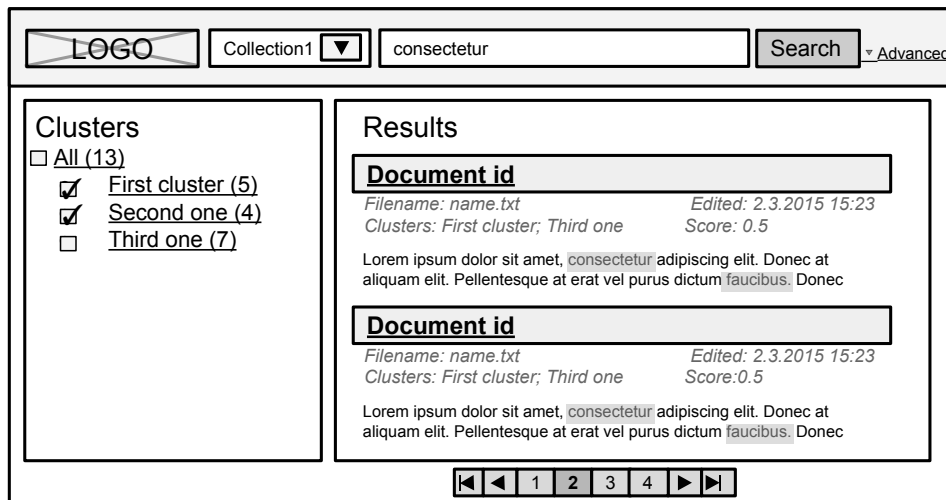 LOGO Collection1 consectetur Search Advanced
Clusters
All (13)
First cluster (5)
Second one (4)
Third one (7)
Results
Document id
Filename: name.txt Edited: 2.3.2015 15:23
Clusters: First cluster; Third one Score: 0.5
Lorem ipsum dolor sit amet, consectetur adipiscing elit. Donec at
aliquam elit. Pellentesque at erat vel purus dictum faucibus. Donec
Document id
Filename: name.txt Edited: 2.3.2015 15:23
Clusters: First cluster; Third one Score:0.5
Lorem ipsum dolor sit amet, consectetur adipiscing elit. Donec at
aliquam elit. Pellentesque at erat vel purus dictum faucibus. Donec
1 2 3 4